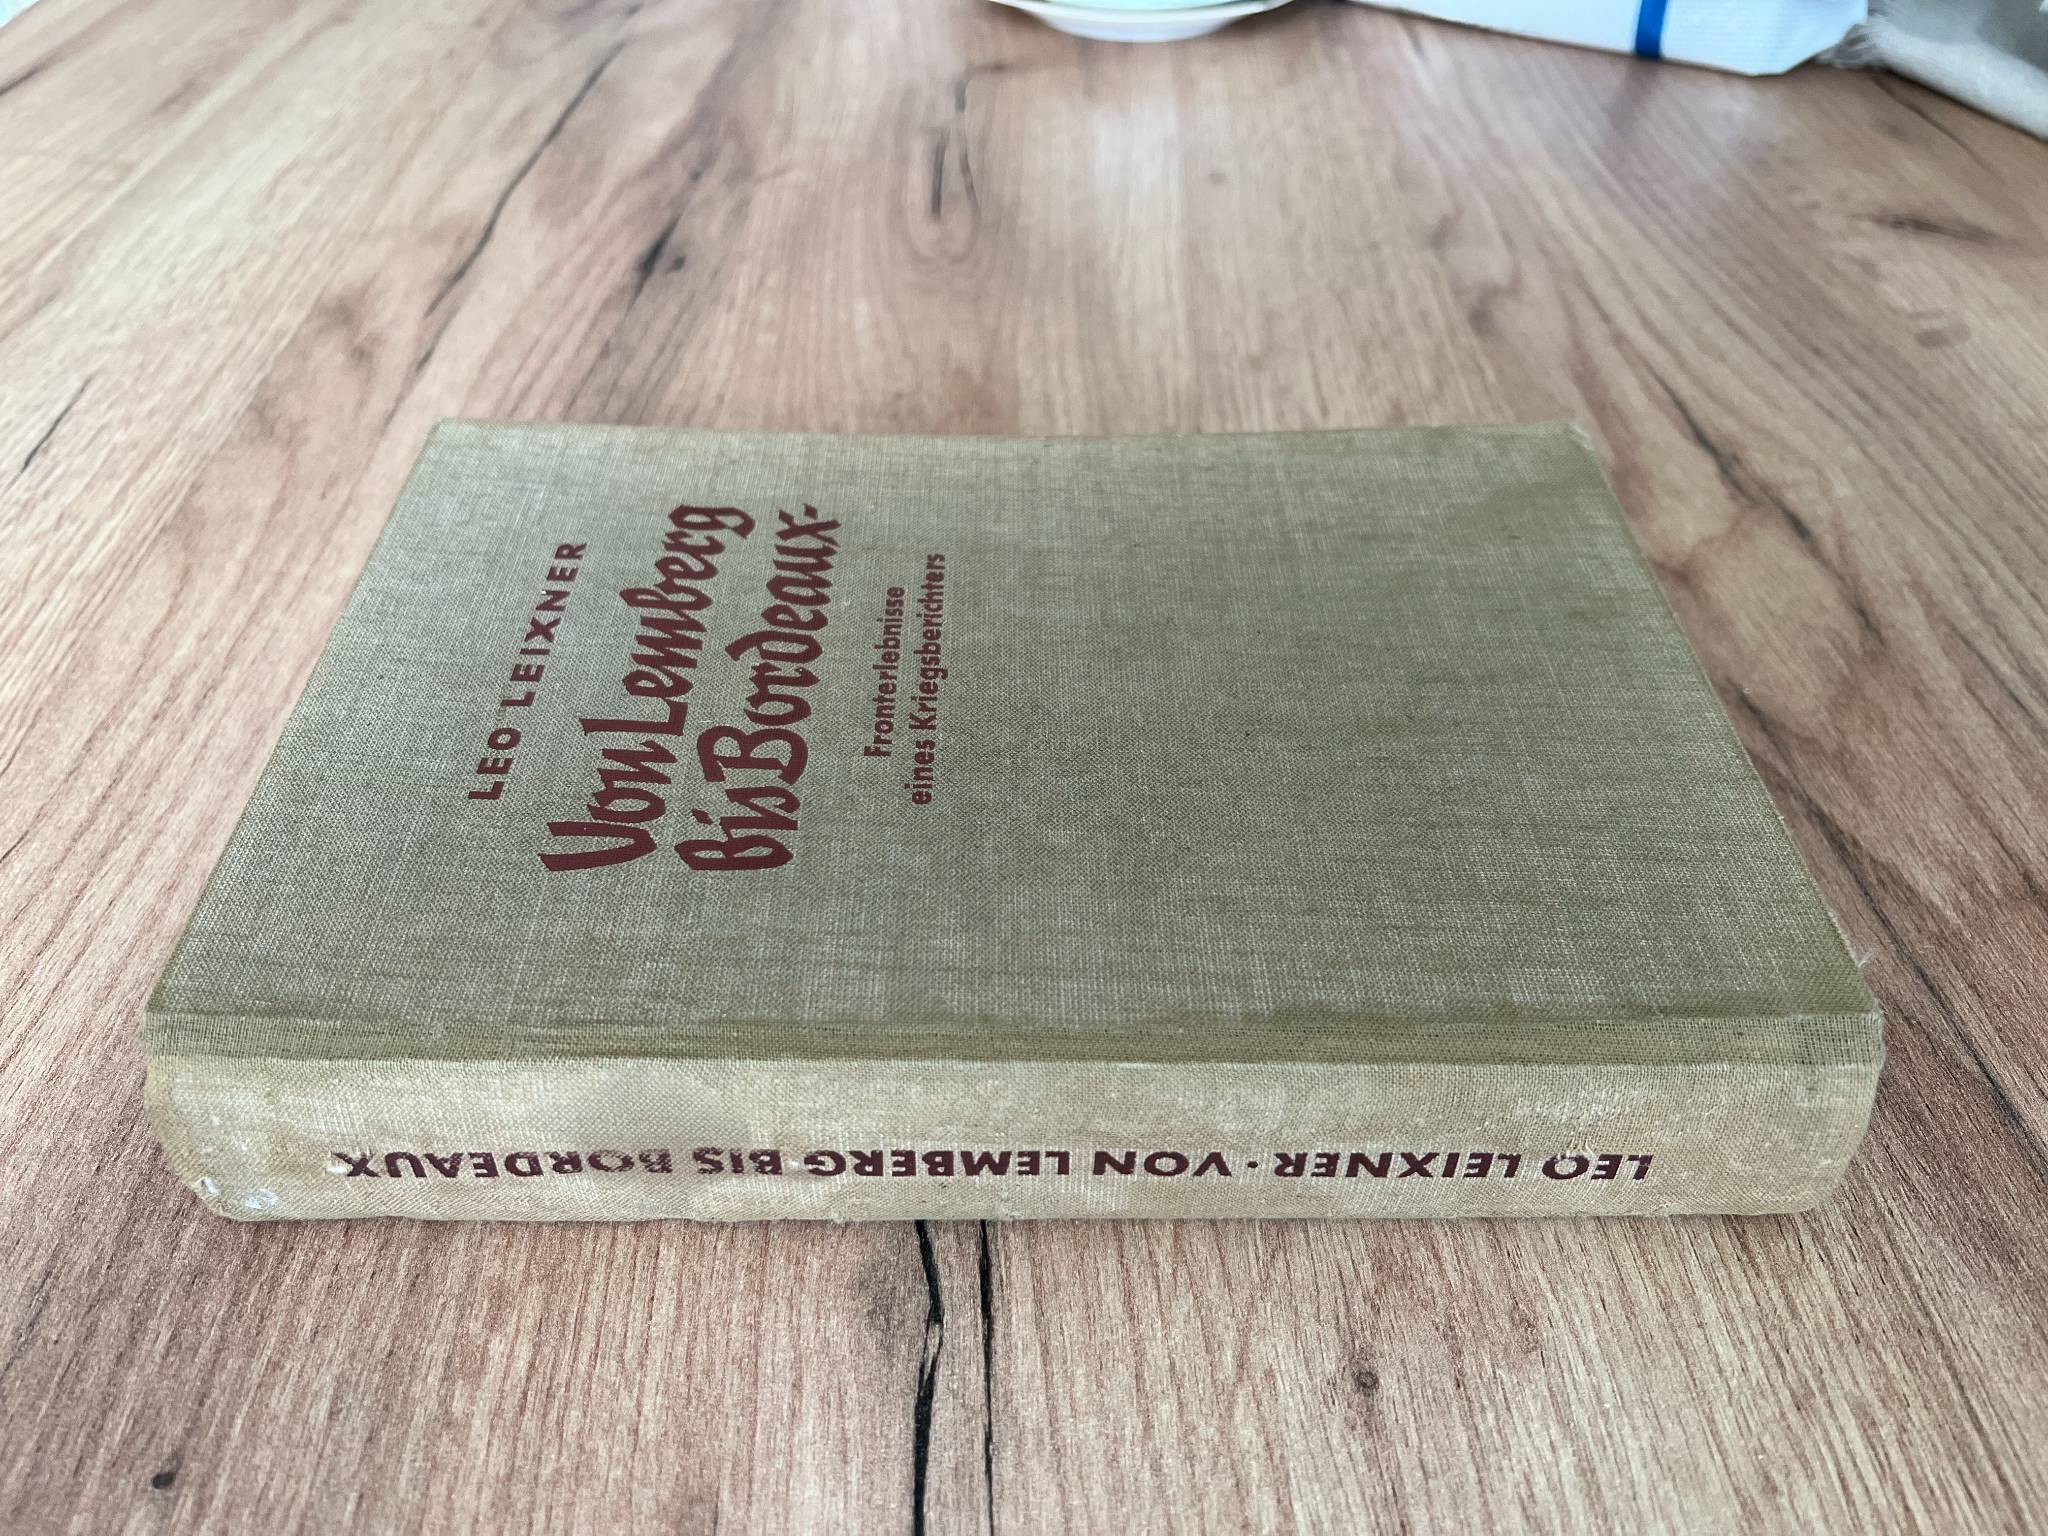 LEO LEIXNER
Von Lemberg
bis Bordeaux-
Fronterlebnisse
eines Kriegsberichters
LEO LEIXNER · VON LEMBERG BIS BORDEAUX